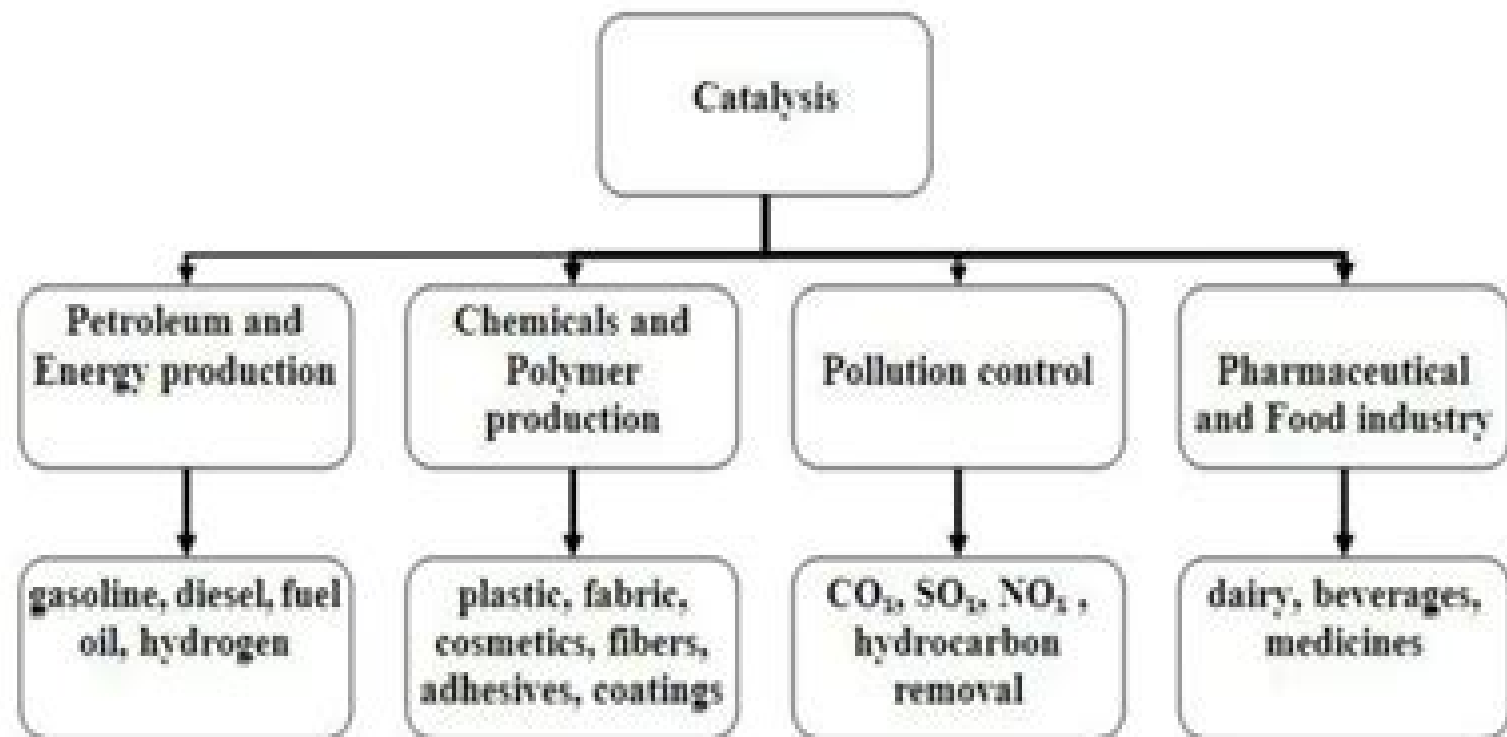 Catalysis
Petroleum and
Energy production
Chemicals and
Polymer
production
Pollution control
Pharmaceutical
and Food industry
gasoline, diesel, fuel
oil, hydrogen
plastic, fabric,
cosmetics, fibers,
adhesives, coatings
CO₂, SO₂, NO₂ ,
hydrocarbon
removal
dairy, beverages,
medicines